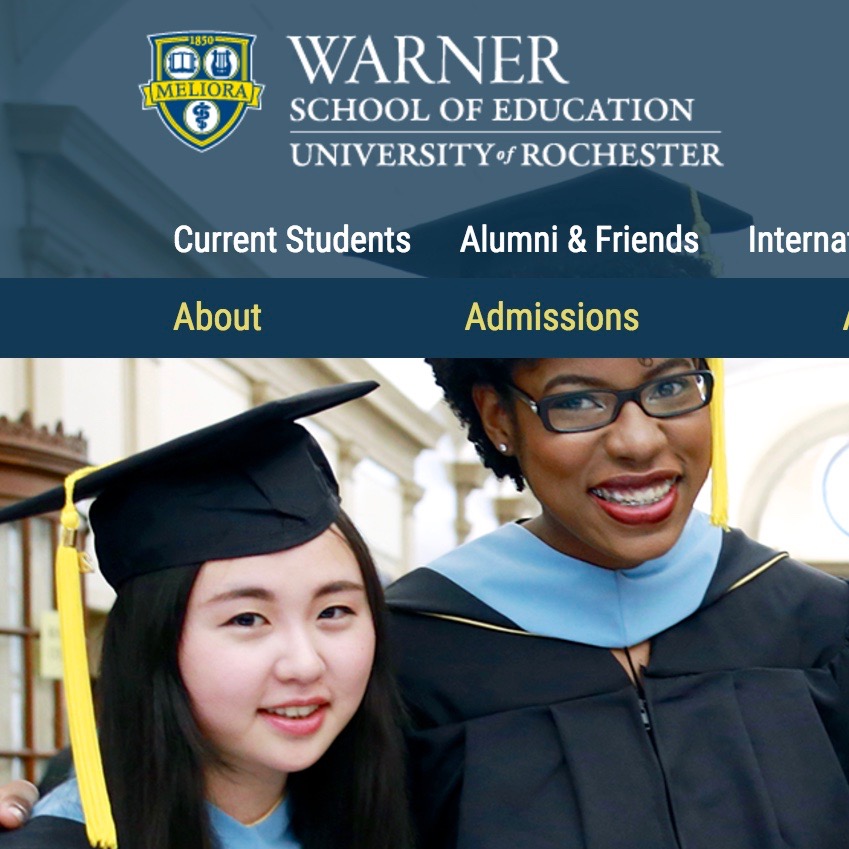 1850
MELIORA
WARNER
SCHOOL OF EDUCATION
UNIVERSITY of ROCHESTER
Current Students Alumni & Friends
About Admissions